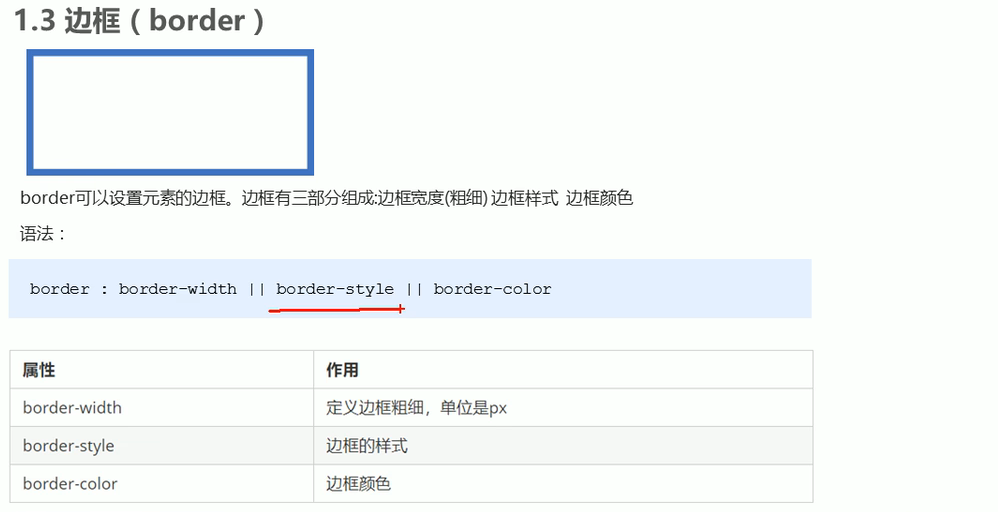 1.3 边框（border）
border可以设置元素的边框。边框有三部分组成:边框宽度(粗细) 边框样式 边框颜色
语法：
border : border-width || border-style || border-color
属性 作用
border-width 定义边框粗细，单位是px
border-style 边框的样式
border-color 边框颜色